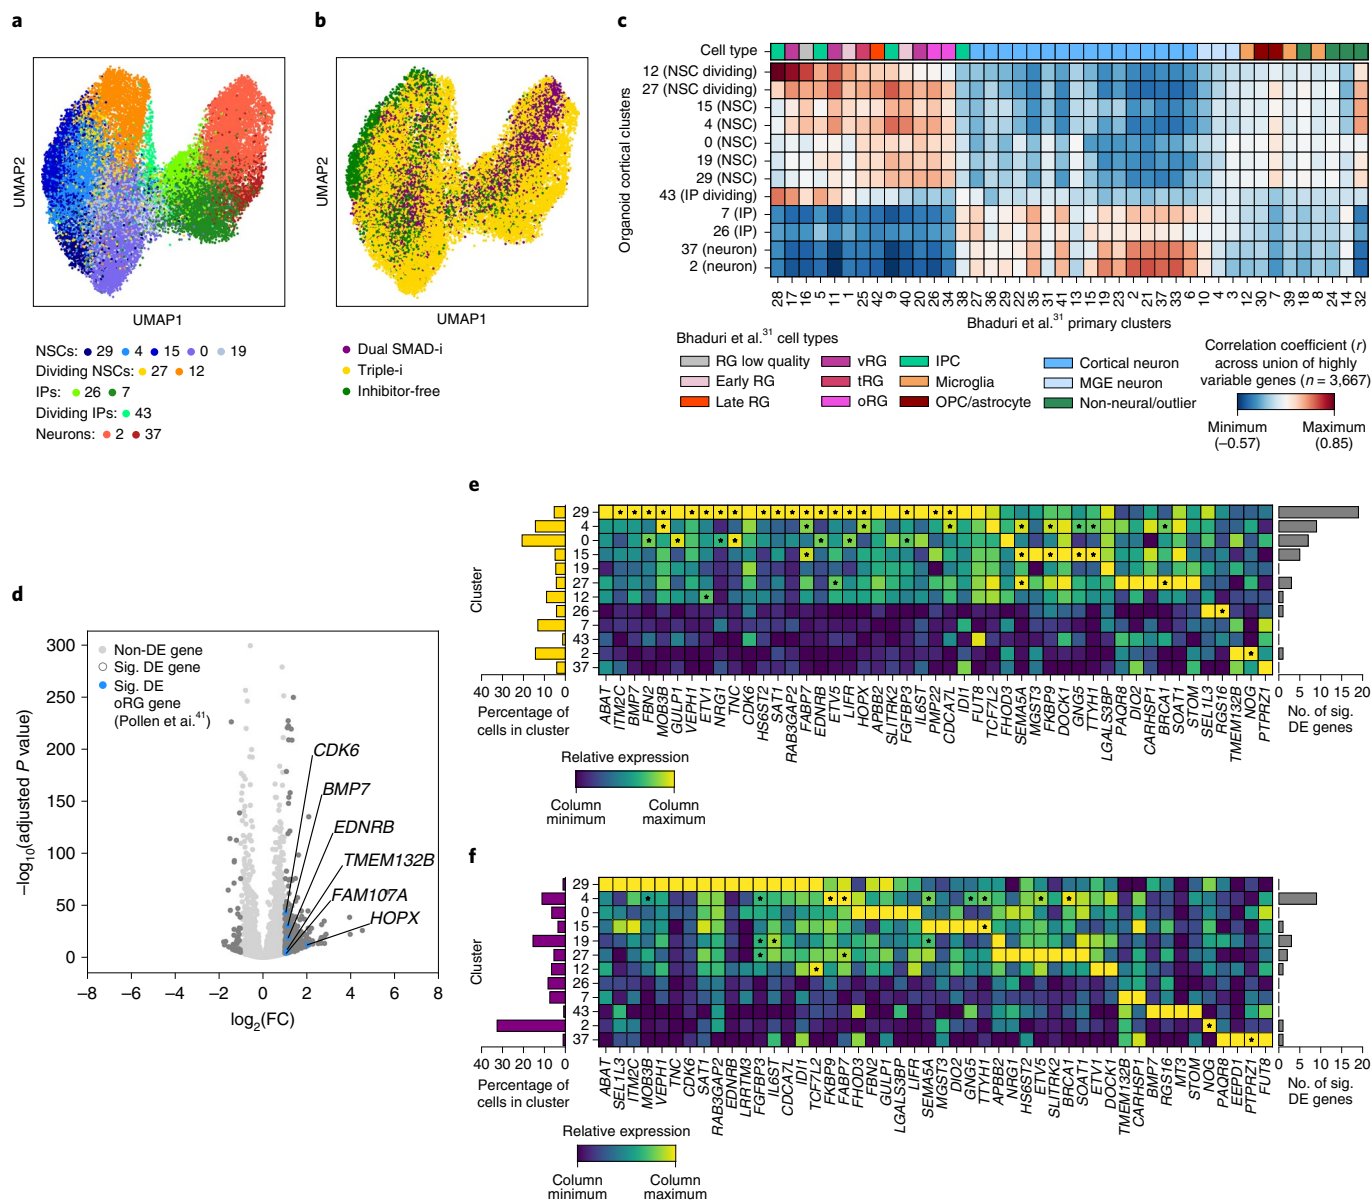 a
UMAP2
UMAP1
NSCs: 29 4 15 0 19
Dividing NSCs: 27 12
IPs: 26 7
Dividing IPs: 43
Neurons: 2 37
b
UMAP2
UMAP1
Dual SMAD-i
Triple-i
Inhibitor-free
c
Cell type
Organoid cortical clusters
12 (NSC dividing)
27 (NSC dividing)
15 (NSC)
4 (NSC)
0 (NSC)
19 (NSC)
29 (NSC)
43 (IP dividing)
7 (IP)
26 (IP)
37 (neuron)
2 (neuron)
28 17 16 5 11 1 25 42 9 40 20 26 34 38 27 36 29 22 35 31 41 13 15 19 23 2 21 37 33 6 10 4 3 12 30 7 39 18 8 24 14 32
Bhaduri et al.31 primary clusters
Bhaduri et al.31 cell types
RG low quality
Early RG
Late RG
vRG
tRG
oRG
IPC
Microglia
OPC/astrocyte
Cortical neuron
MGE neuron
Non-neural/outlier
Correlation coefficient (r)
across union of highly
variable genes (n = 3,667)
Minimum
(–0.57)
Maximum
(0.85)
d
–log10(adjusted P value)
300
250
200
150
100
50
0
Non-DE gene
Sig. DE gene
Sig. DE
oRG gene
(Pollen et ai.41)
CDK6
BMP7
EDNRB
TMEM132B
FAM107A
HOPX
–8 –6 –4 –2 0 2 4 6 8
log2(FC)
e
Cluster
29
4
0
15
19
27
12
26
7
43
2
37
40 30 20 10 0
Percentage of
cells in cluster
ABAT ITM2C BMP7 FBN2 MOB3B GULP1 VEPH1 ETV1 NRG1 TNC CDK6 HS6ST2 SAT1 RAB3GAP2 FABP7 EDNRB ETV5 LIFR HOPX APBB2 SLITRK2 FGFBP3 IL6ST PMP22 CDCA7L IDI1 FUT8 TCF7L2 FHOD3 SEMA5A MGST3 FKBP9 DOCK1 GNG5 TTYH1 LGALS3BP PAQR8 DIO2 CARHSP1 BRCA1 SOAT1 STOM SEL1L3 RGS16 TMEM132B NOG PTPRZ1
0 5 10 15 20
No. of sig.
DE genes
Relative expression
Column
minimum
Column
maximum
f
Cluster
29
4
0
15
19
27
12
26
7
43
2
37
40 30 20 10 0
Percentage of
cells in cluster
ABAT SEL1L3 ITM2C MOB3B VEPH1 TNC CDK6 SAT1 RAB3GAP2 EDNRB LRRTM3 FGFBP3 IL6ST CDCA7L IDI1 TCF7L2 FKBP9 FABP7 FHOD3 FBN2 GULP1 LGALS3BP LIFR SEMA5A MGST3 DIO2 GNG5 TTYH1 APBB2 NRG1 HS6ST2 ETV5 SLITRK2 BRCA1 SOAT1 ETV1 DOCK1 TMEM132B CARHSP1 BMP7 RGS16 MT3 STOM NOG PAQR8 EEPD1 PTPRZ1 FUT8
0 5 10 15 20
No. of sig.
DE genes
Relative expression
Column
minimum
Column
maximum